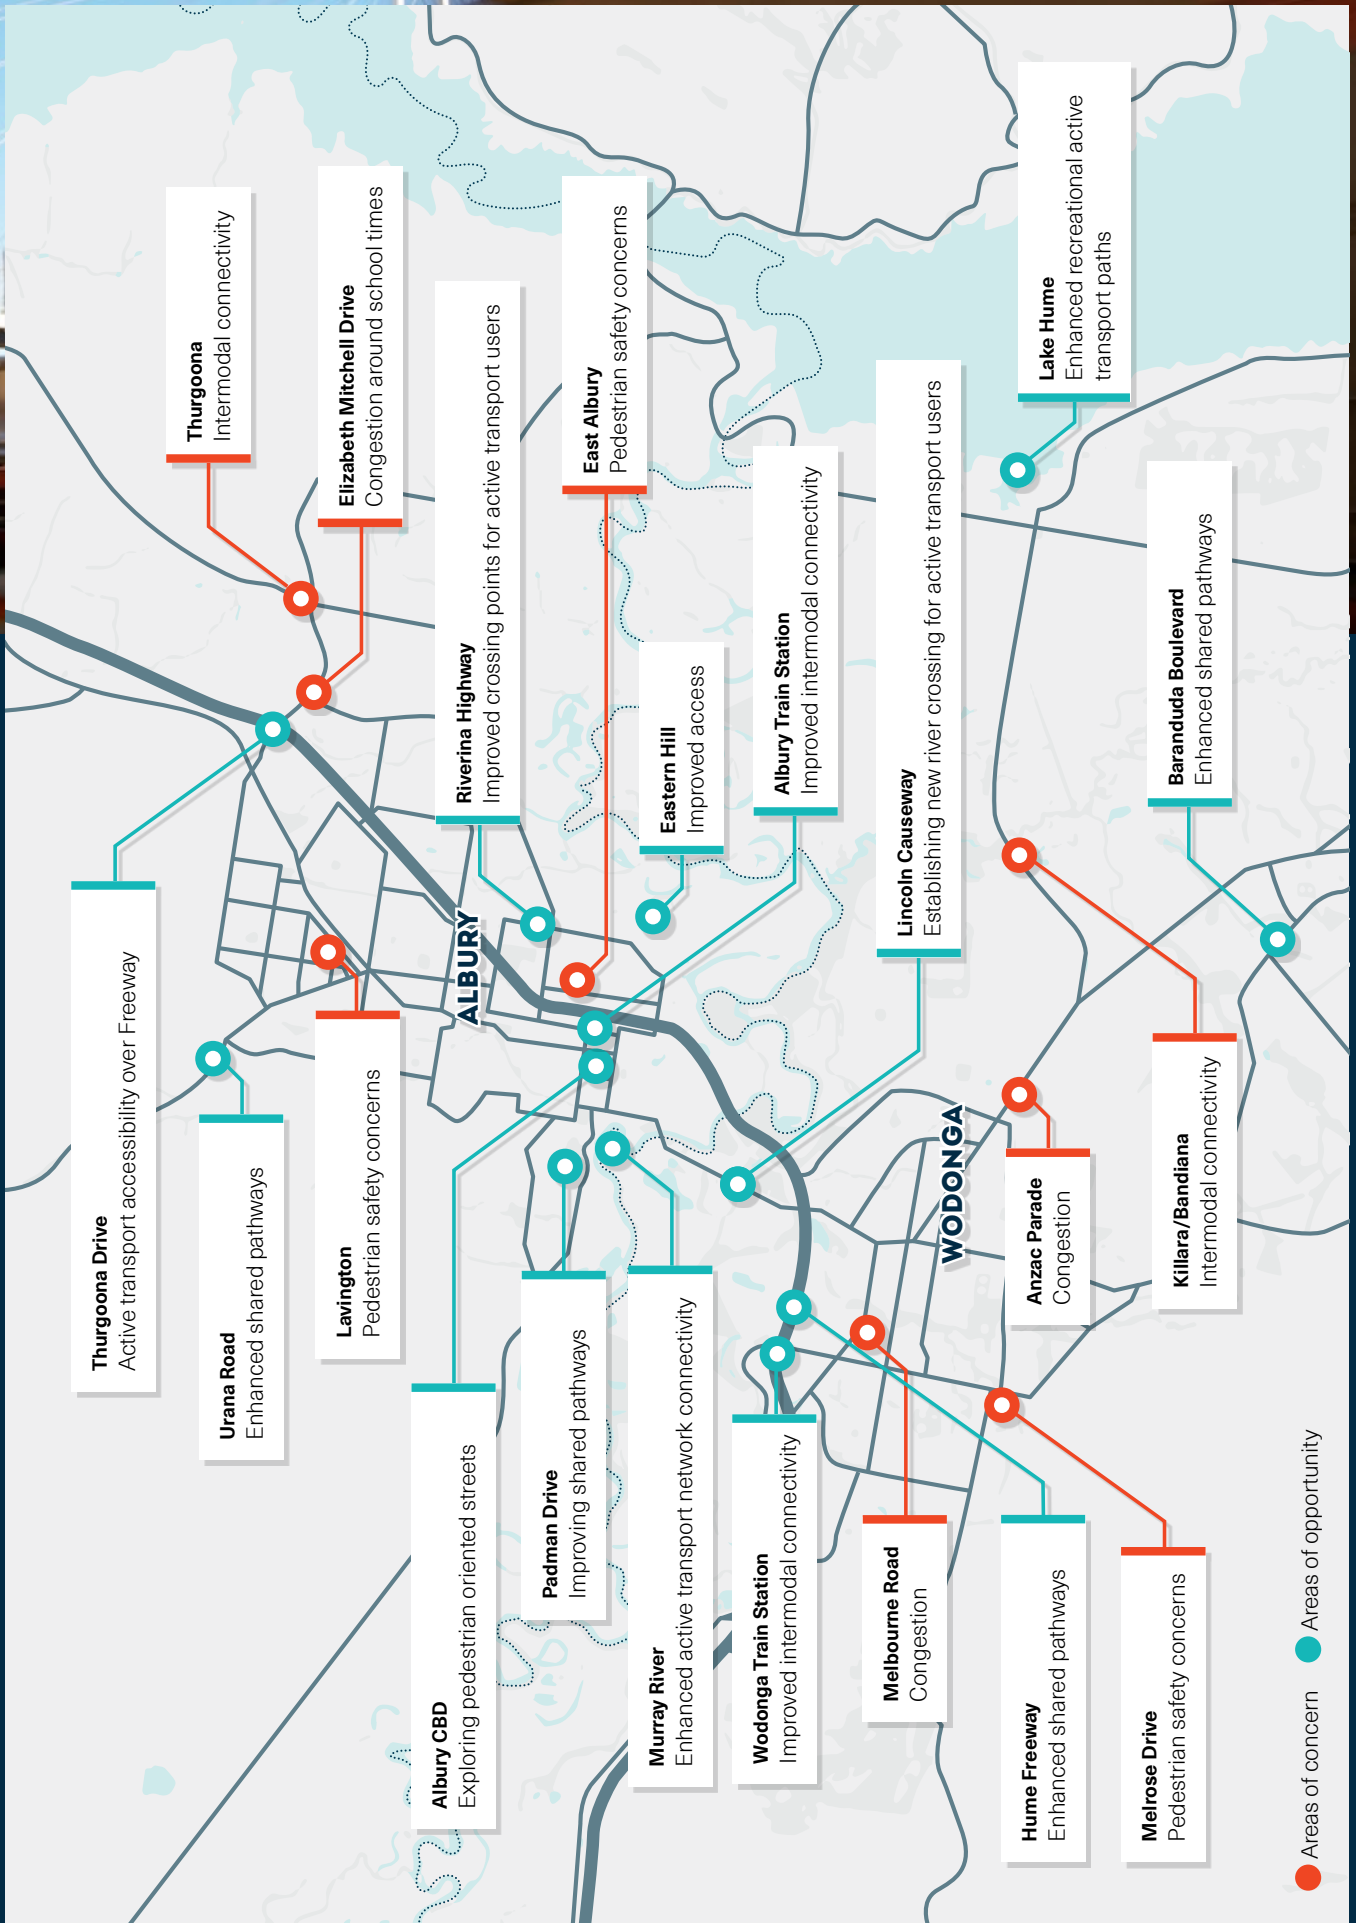 Thurgoona Drive
Active transport accessibility over Freeway
Urana Road
Enhanced shared pathways
Thurgoona
Intermodal connectivity
Elizabeth Mitchell Drive
Congestion around school times
Lavington
Pedestrian safety concerns
Riverina Highway
Improved crossing points for active transport users
ALBURY
Albury CBD
Exploring pedestrian oriented streets
East Albury
Pedestrian safety concerns
Padman Drive
Improving shared pathways
Eastern Hill
Improved access
Murray River
Enhanced active transport network connectivity
Albury Train Station
Improved intermodal connectivity
Wodonga Train Station
Improved intermodal connectivity
Lincoln Causeway
Establishing new river crossing for active transport users
Melbourne Road
Congestion
WODONGA
Lake Hume
Enhanced recreational active
transport paths
Anzac Parade
Congestion
Hume Freeway
Enhanced shared pathways
Baranduda Boulevard
Enhanced shared pathways
Killara/Bandiana
Intermodal connectivity
Melrose Drive
Pedestrian safety concerns
Areas of concern
Areas of opportunity